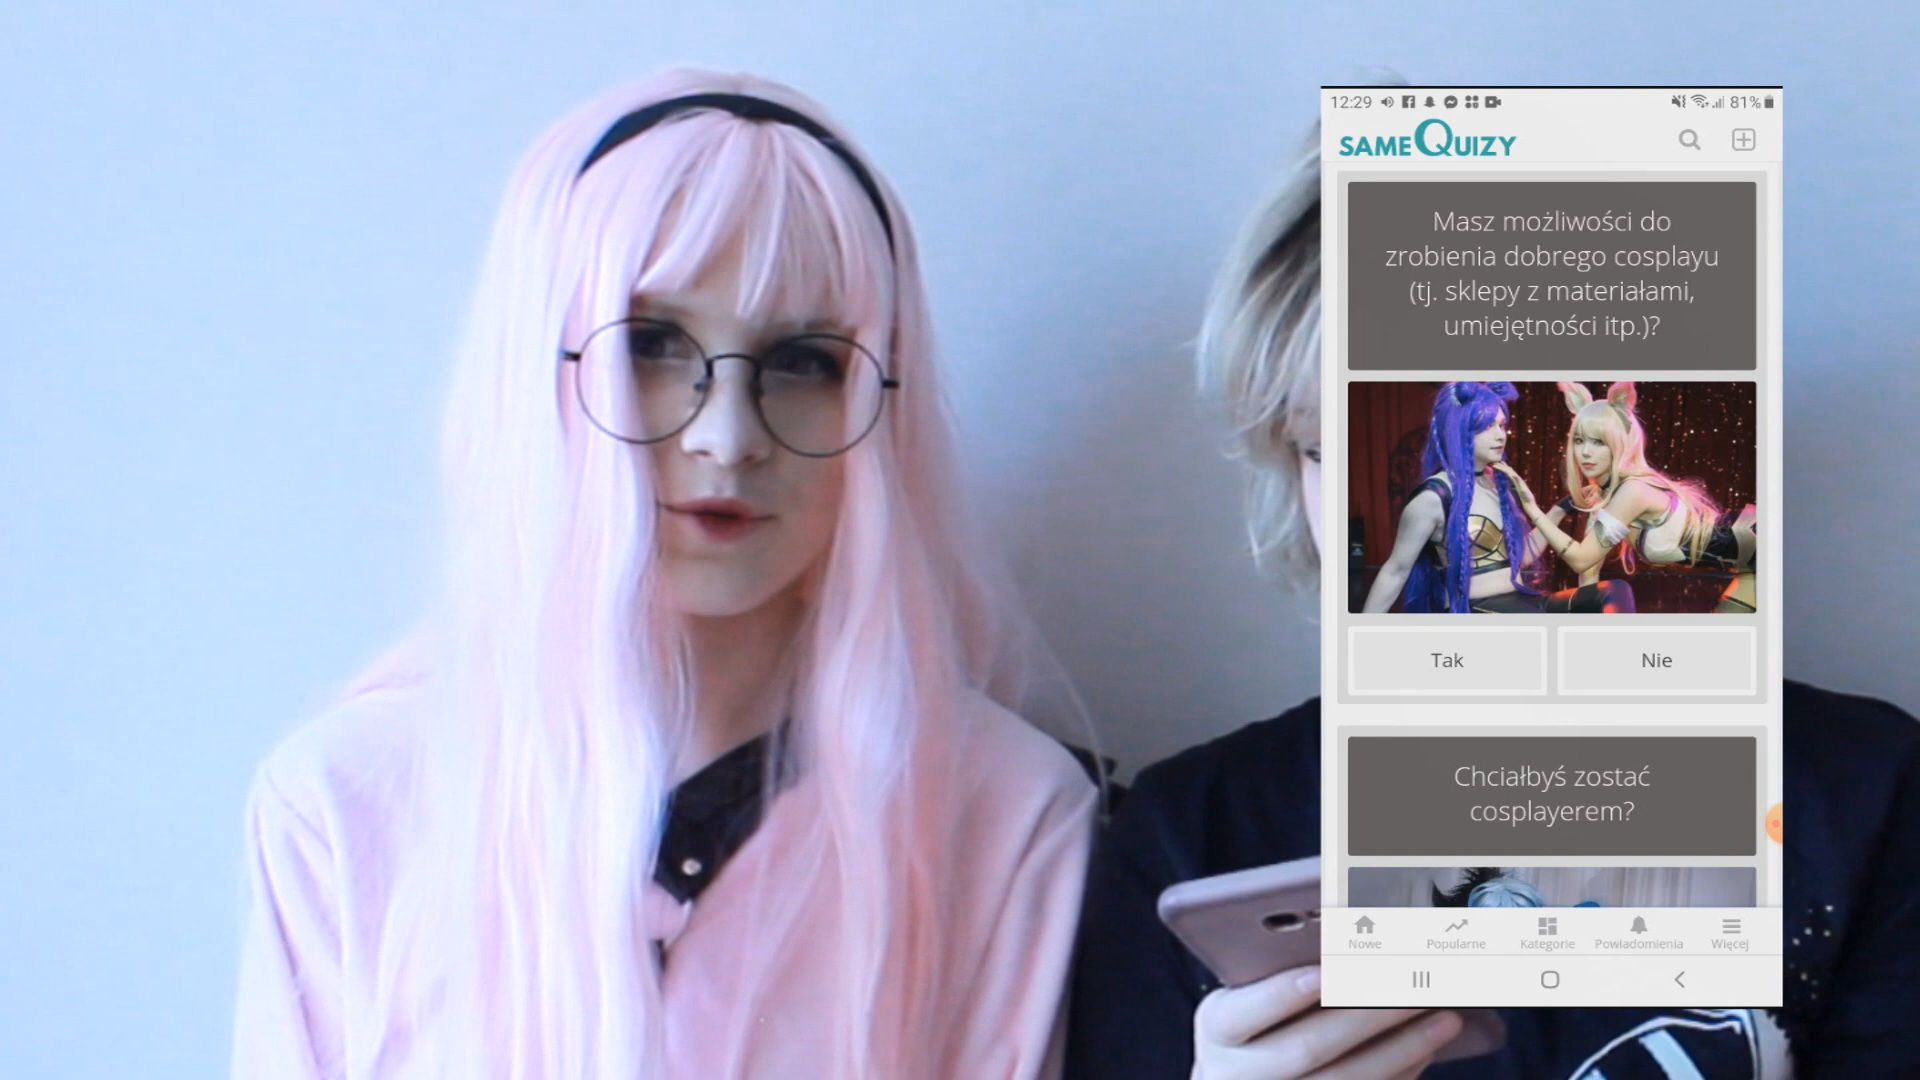 12:29
81%
SAMEQUIZY
Masz możliwości do
zrobienia dobrego cosplayu
(tj. sklepy z materiałami,
umiejętności itp.)?
Tak
Nie
Chciałbyś zostać
cosplayerem?
Nowe
Popularne
Kategorie
Powiadomienia
Więcej